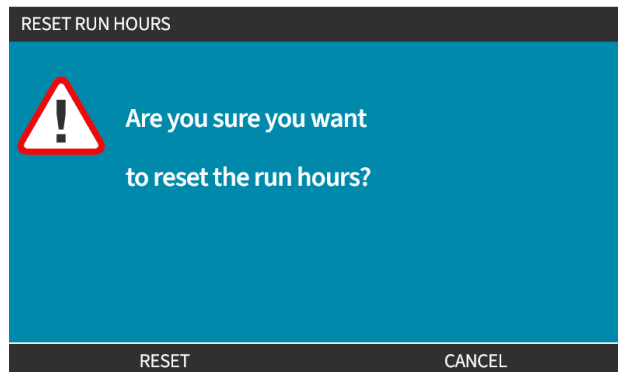 RESET RUN HOURS
!
Are you sure you want
to reset the run hours?
RESET CANCEL